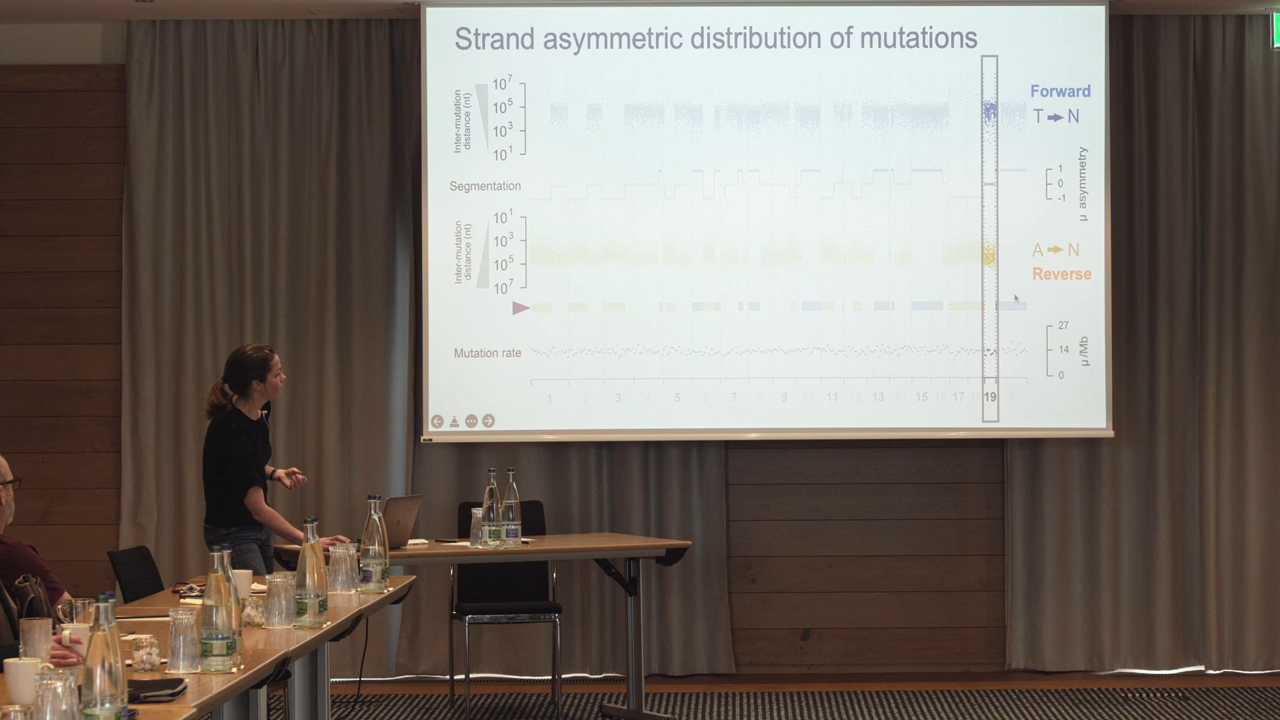 Strand asymmetric distribution of mutations
Inter-mutation
distance (nt)
10⁷
10⁵
10³
10¹
Forward
T → N
Segmentation
1
0
-1
μ asymmetry
Inter-mutation
distance (nt)
10¹
10³
10⁵
10⁷
A → N
Reverse
Mutation rate
27
14
0
μ/Mb
1 3 5 7 9 11 13 15 17 19 X